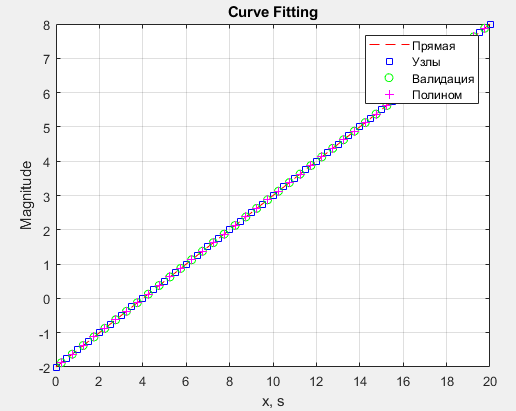 Curve Fitting
Прямая
Узлы
Валидация
Полином
8
7
6
5
4
3
2
1
0
-1
-2
Magnitude
0 2 4 6 8 10 12 14 16 18 20
x, s